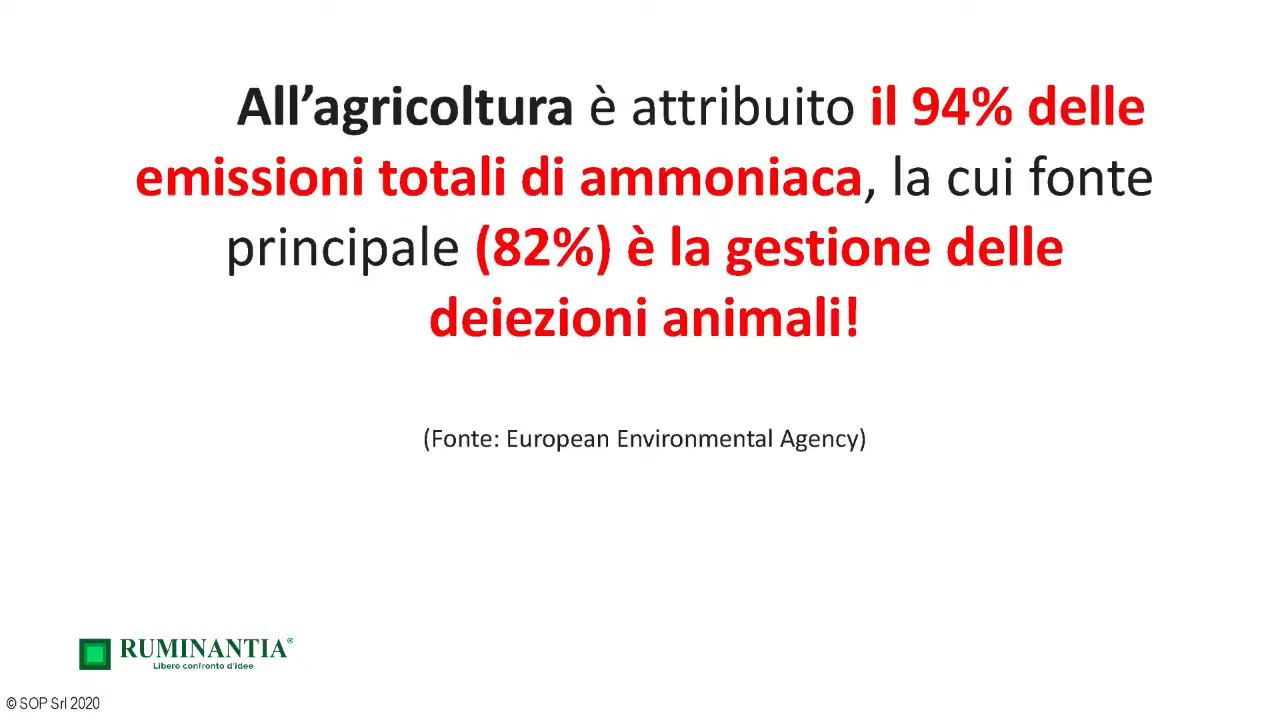 All’agricoltura è attribuito il 94% delle
emissioni totali di ammoniaca, la cui fonte
principale (82%) è la gestione delle
deiezioni animali!
(Fonte: European Environmental Agency)
RUMINANTIA®
Libero confronto d'idee
© SOP Srl 2020